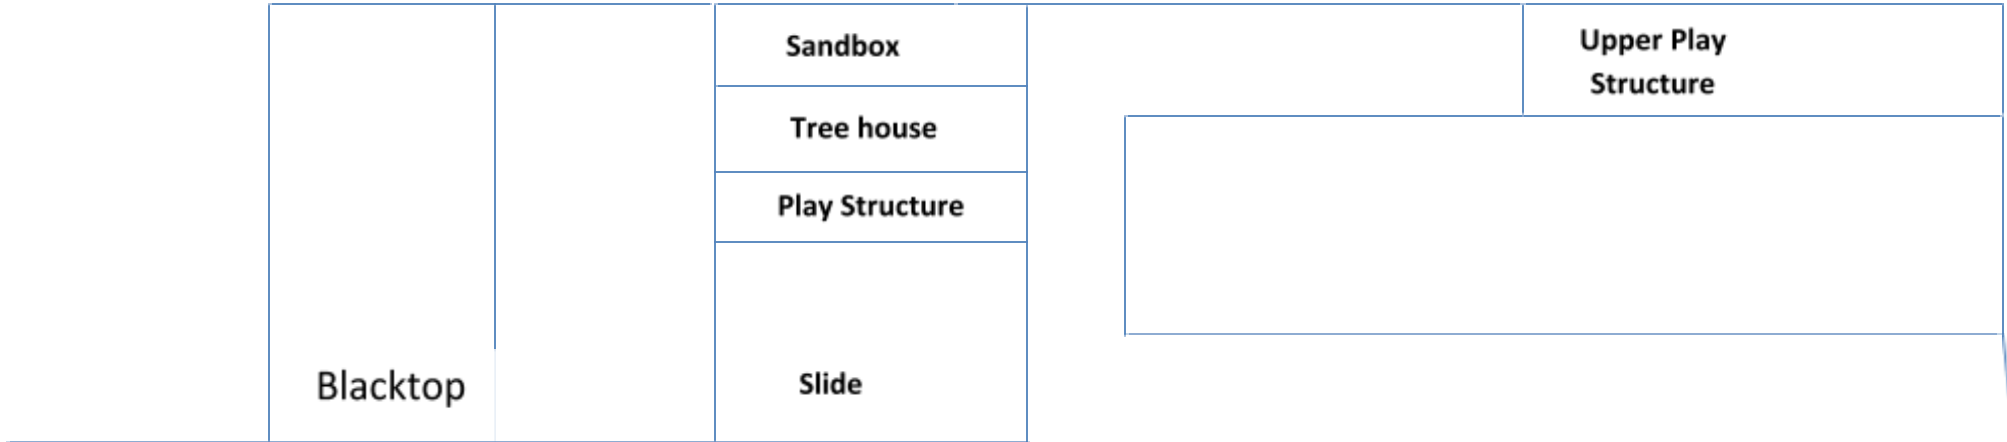 Sandbox
Upper Play
Structure
Tree house
Play Structure
Blacktop
Slide